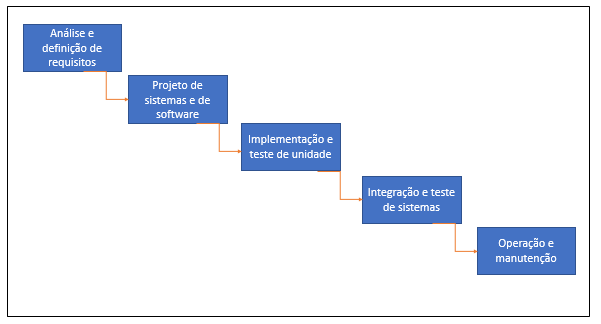 Análise e
definição de
requisitos
Projeto de
sistemas e de
software
Implementação e
teste de unidade
Integração e teste
de sistemas
Operação e
manutenção